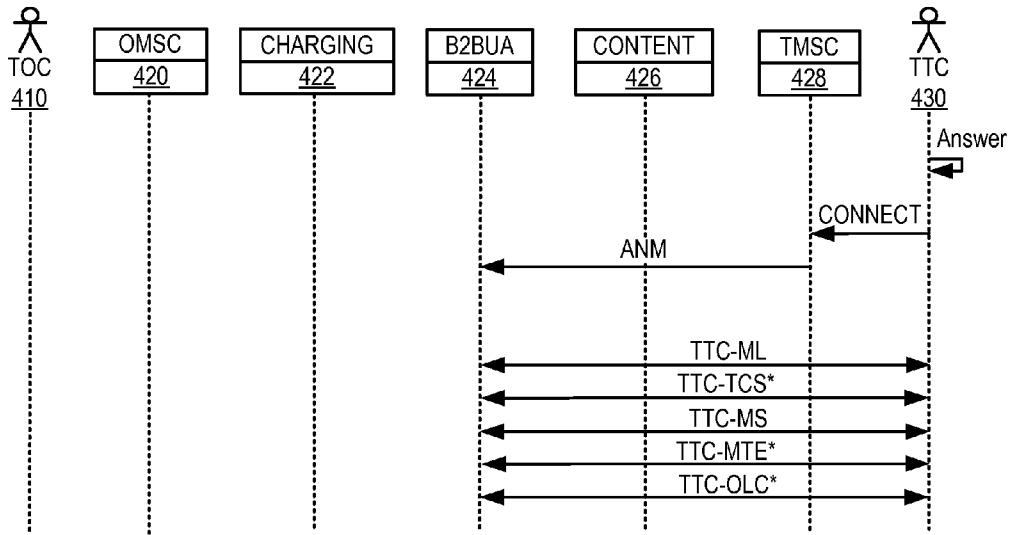 TOC
410
OMSC
420
CHARGING
422
B2BUA
424
CONTENT
426
TMSC
428
TTC
430
Answer
CONNECT
ANM
TTC-ML
TTC-TCS*
TTC-MS
TTC-MTE*
TTC-OLC*